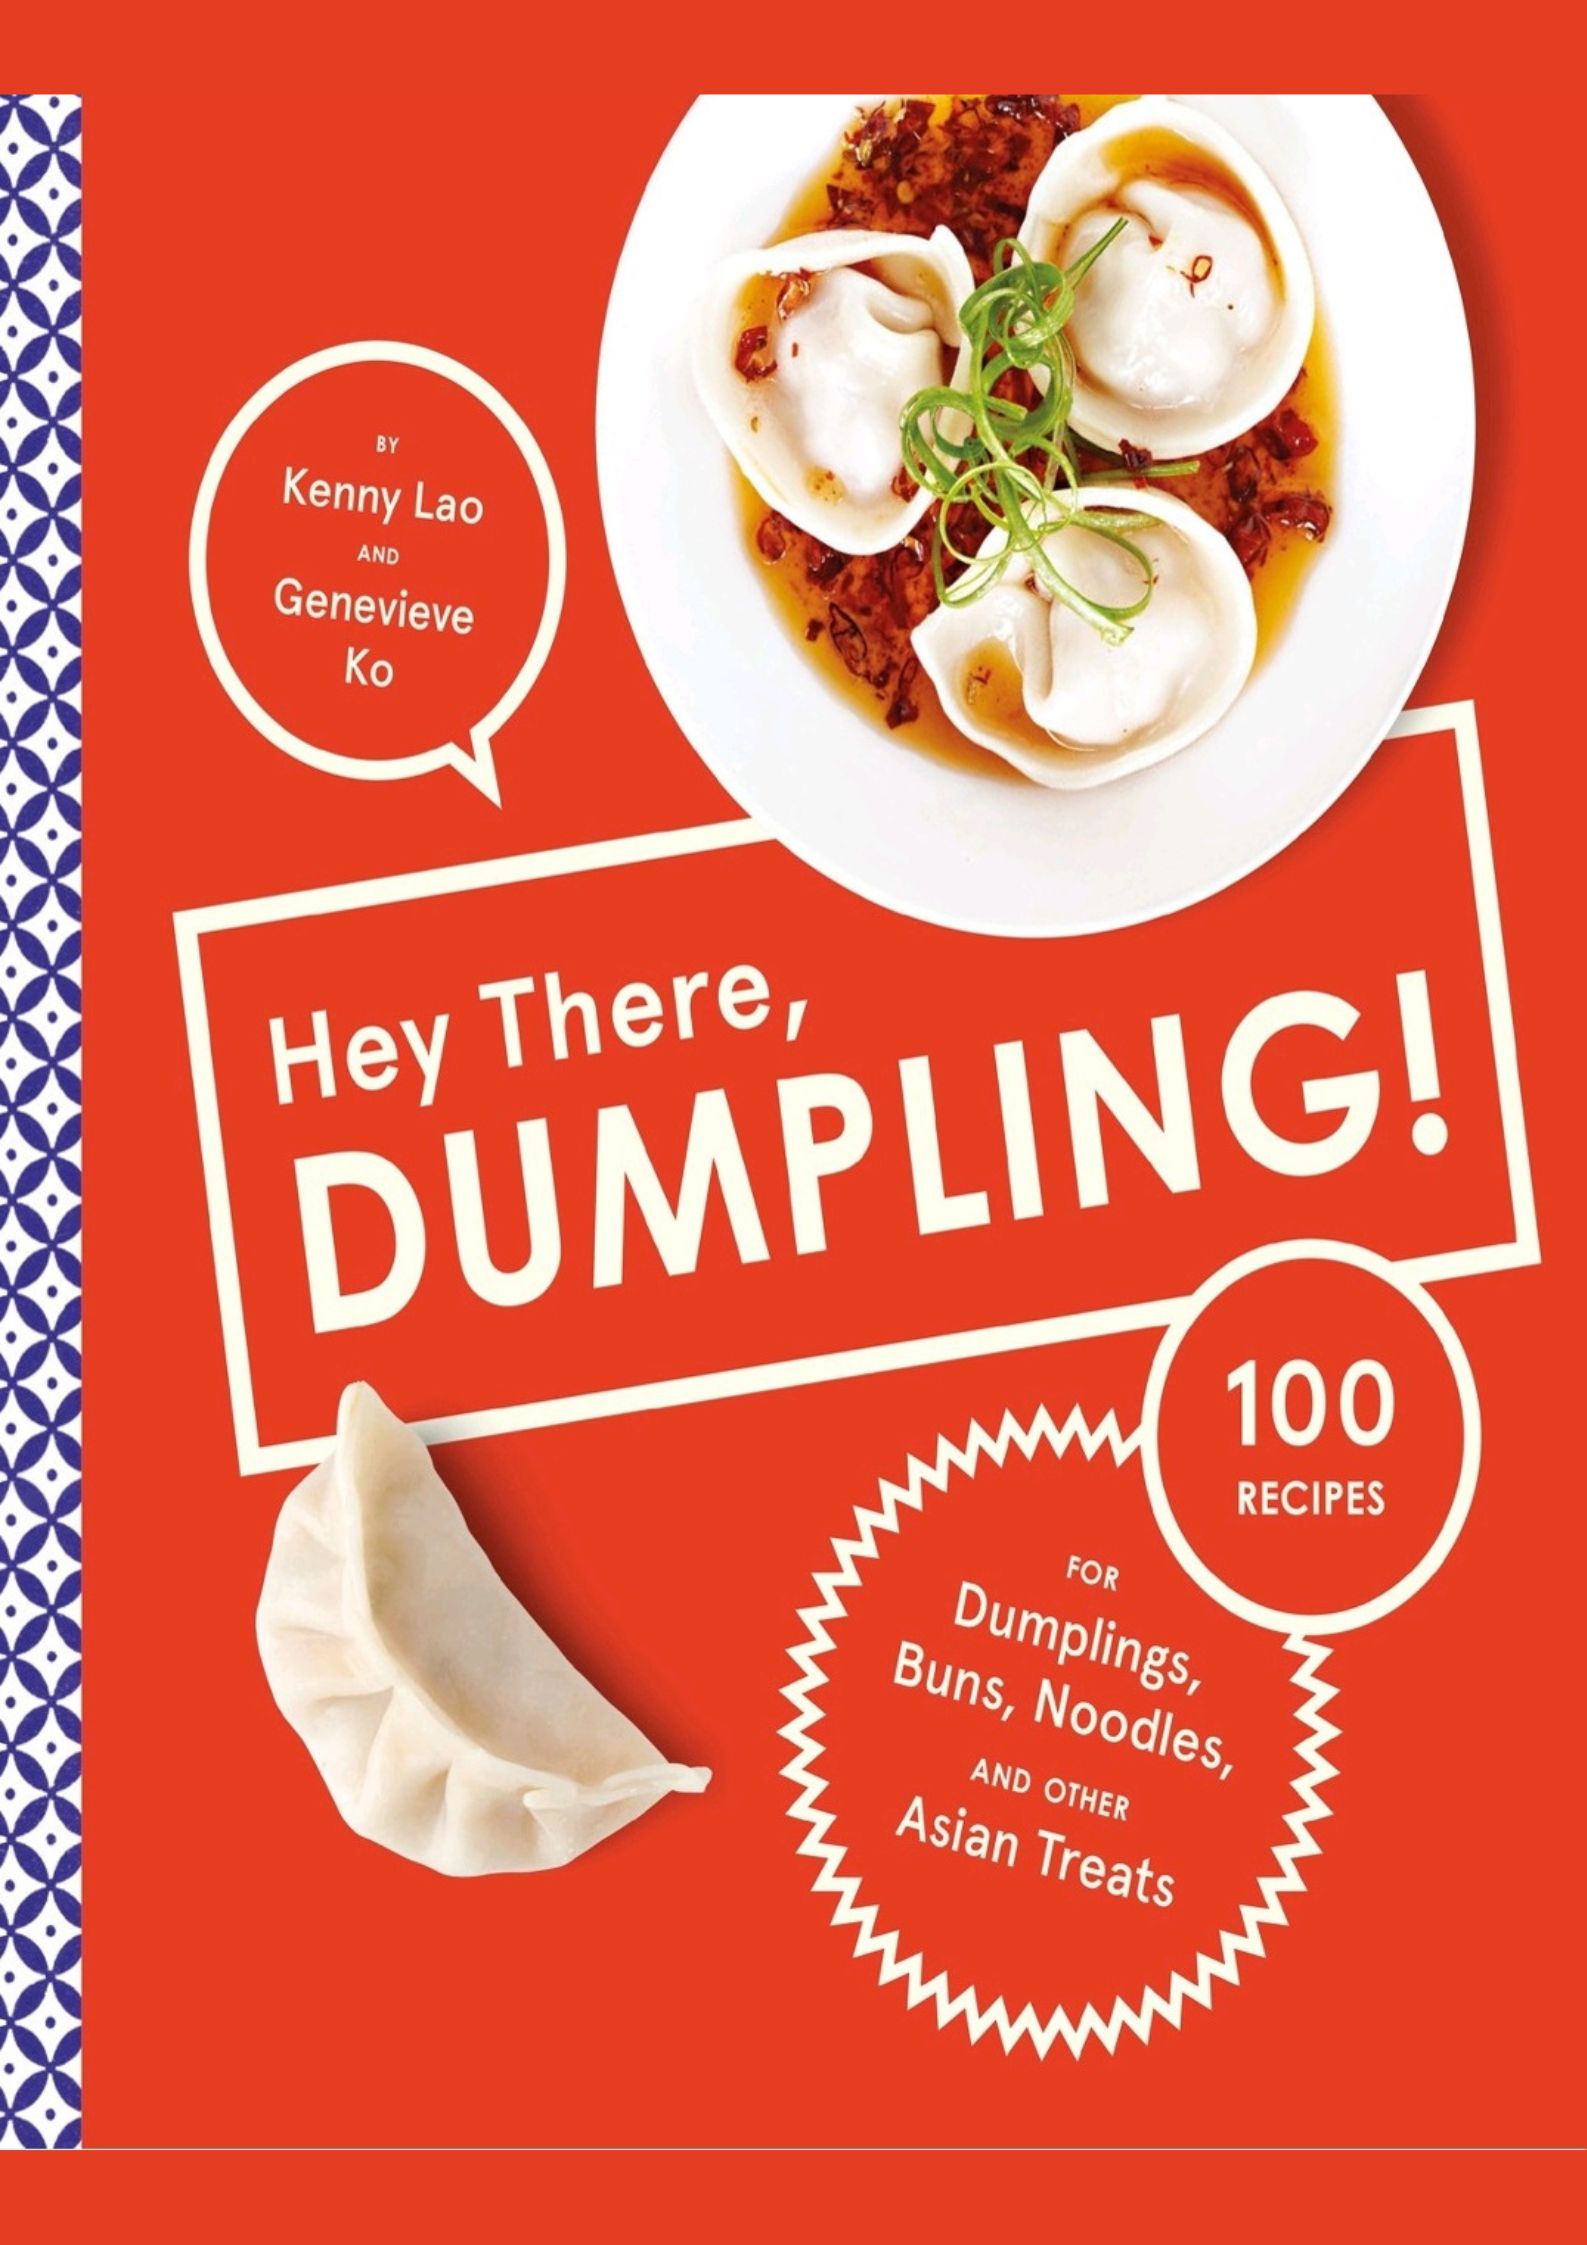 BY
Kenny Lao
AND
Genevieve
Ko
Hey There,
DUMPLING!
100
RECIPES
FOR
Dumplings,
Buns, Noodles,
AND OTHER
Asian Treats